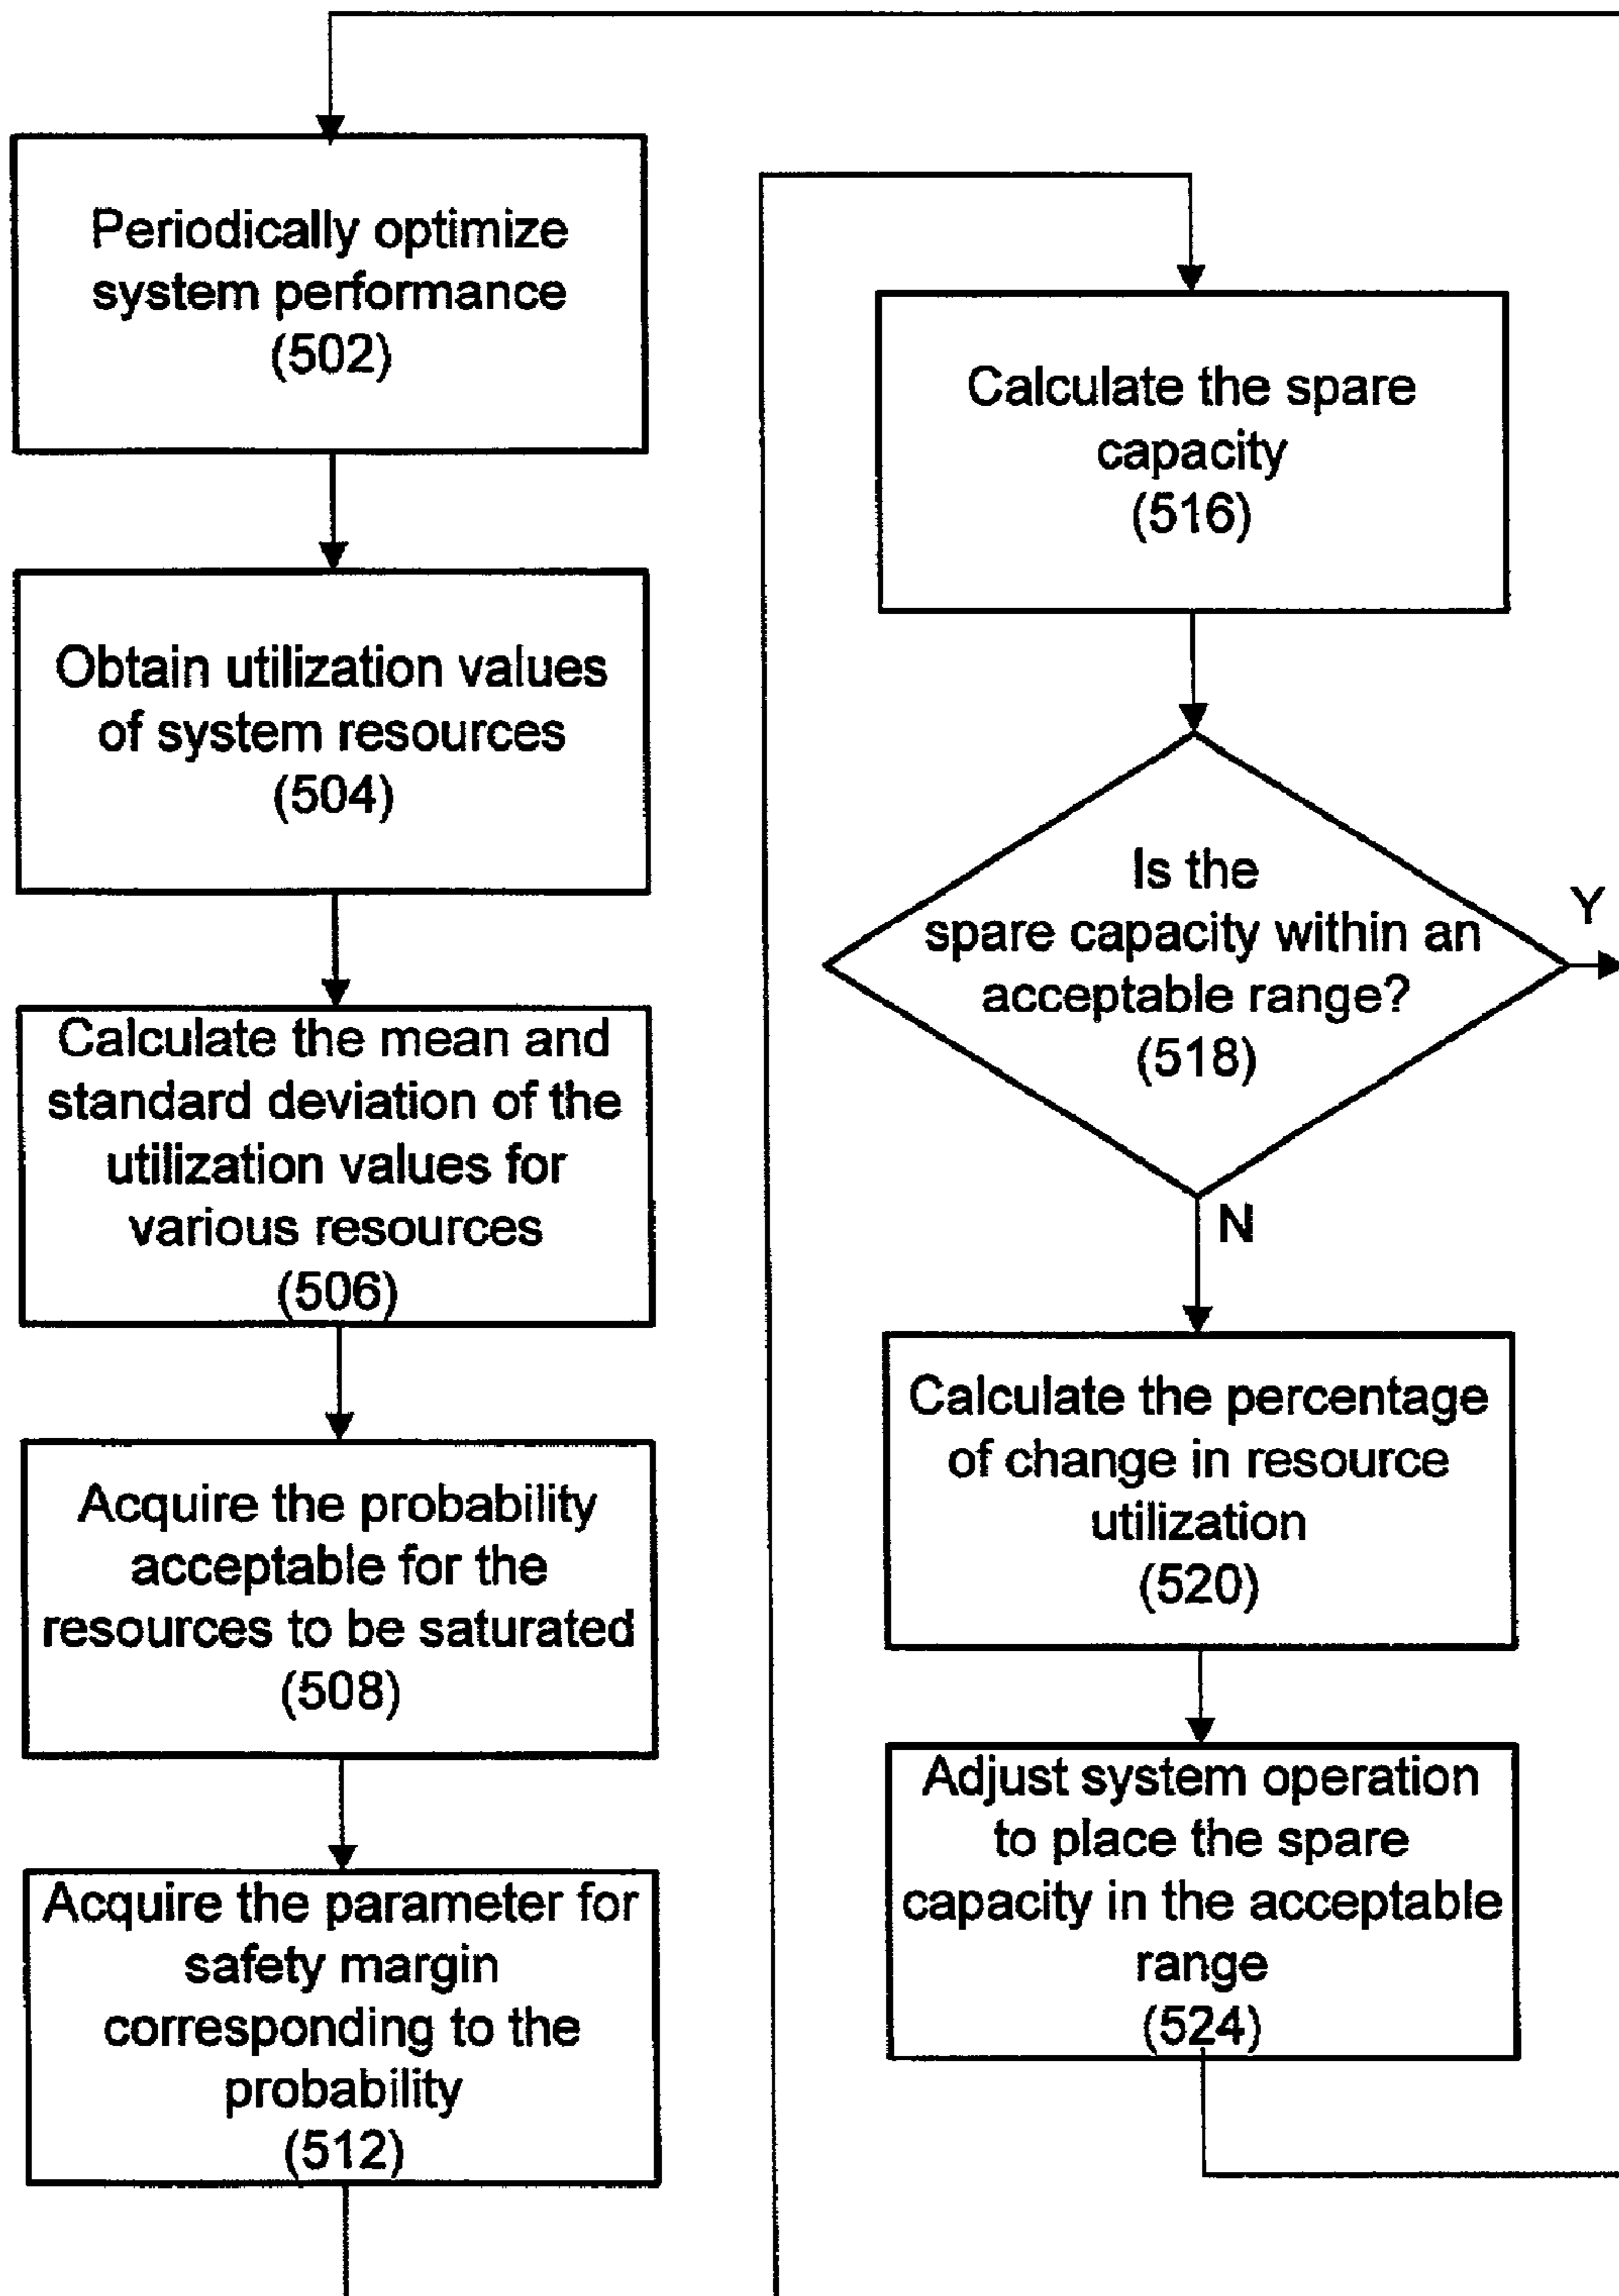 Periodically optimize
system performance
(502)
Obtain utilization values
of system resources
(504)
Calculate the mean and
standard deviation of the
utilization values for
various resources
(506)
Acquire the probability
acceptable for the
resources to be saturated
(508)
Acquire the parameter for
safety margin
corresponding to the
probability
(512)
Calculate the spare
capacity
(516)
Is the
spare capacity within an
acceptable range?
(518)
Y
N
Calculate the percentage
of change in resource
utilization
(520)
Adjust system operation
to place the spare
capacity in the acceptable
range
(524)